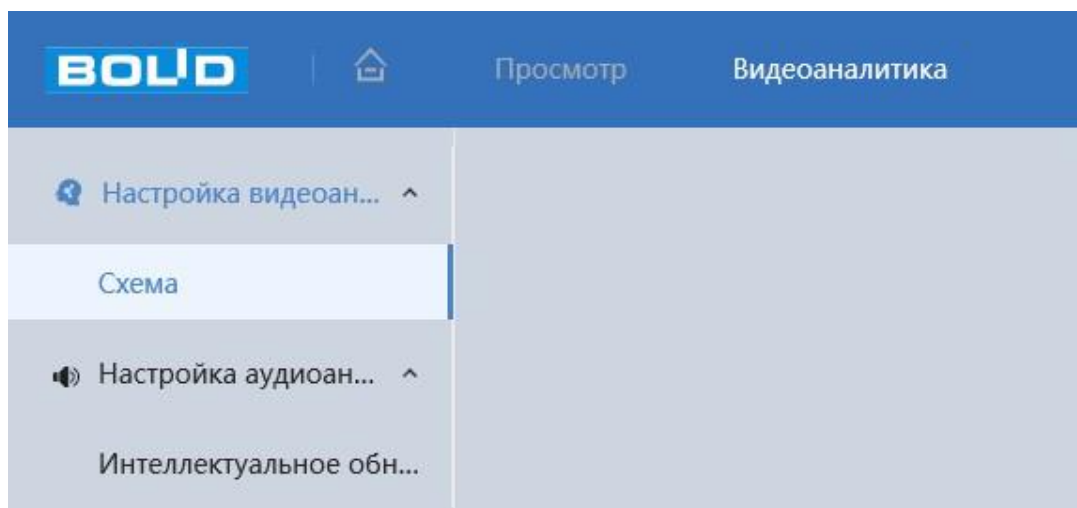 BOLID
Просмотр
Видеоаналитика
Настройка видеоан...
Схема
Настройка аудиоан...
Интеллектуальное обн...